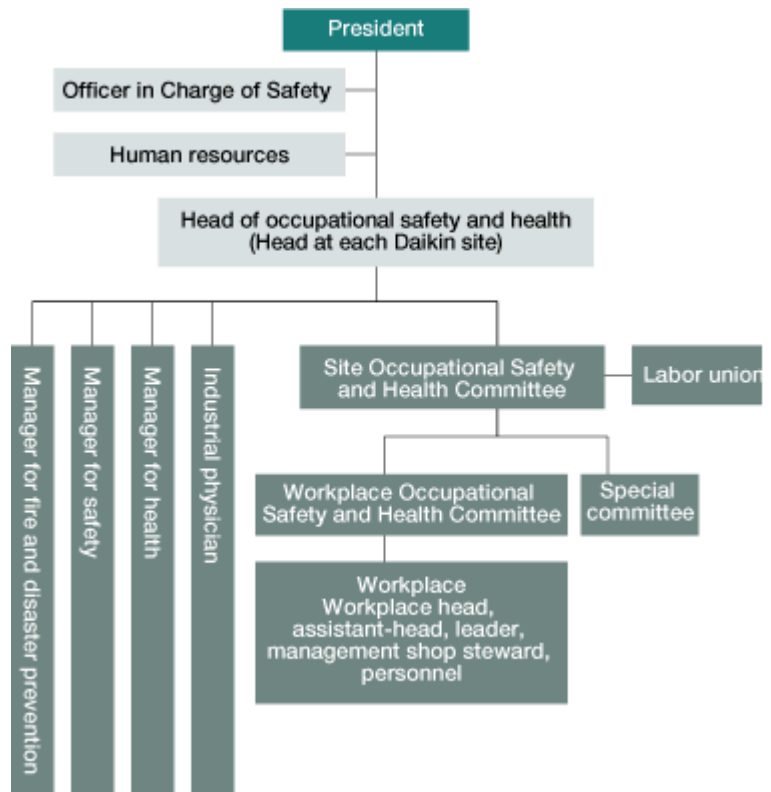 President
Officer in Charge of Safety
Human resources
Head of occupational safety and health
(Head at each Daikin site)
Manager for fire and disaster prevention
Manager for safety
Manager for health
Industrial physician
Site Occupational Safety
and Health Committee
Labor union
Workplace Occupational
Safety and Health Committee
Special
committee
Workplace
Workplace head,
assistant-head, leader,
management shop steward,
personnel